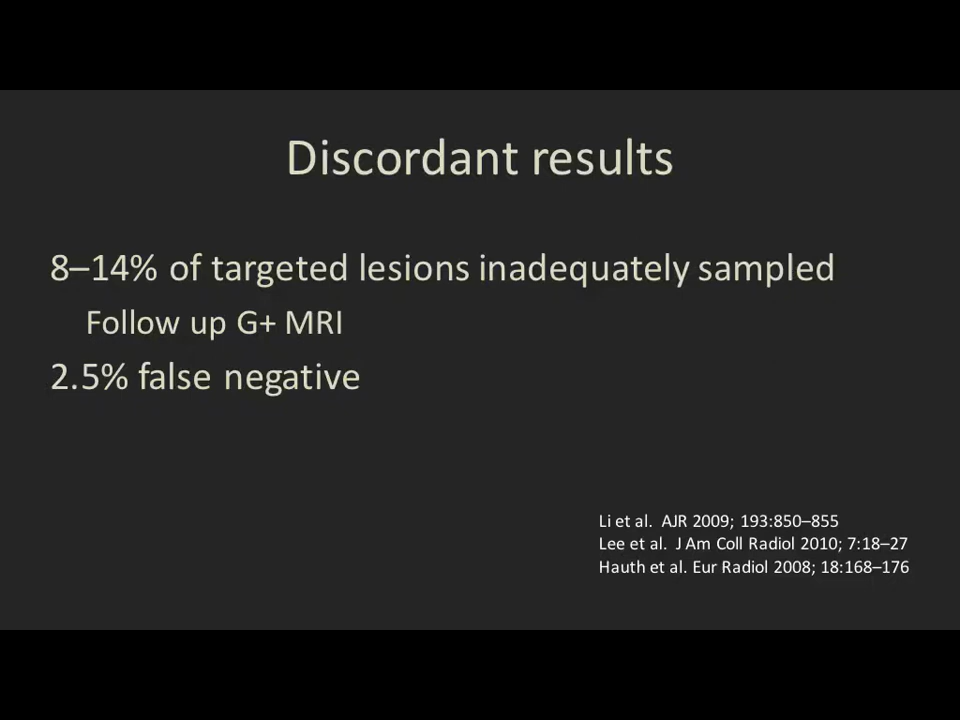 Discordant results
8–14% of targeted lesions inadequately sampled
Follow up G+ MRI
2.5% false negative
Li et al.  AJR 2009; 193:850–855
Lee et al.  J Am Coll Radiol 2010; 7:18–27
Hauth et al. Eur Radiol 2008; 18:168–176